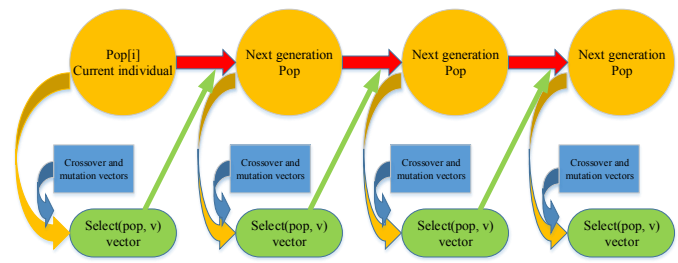 Pop[i]
Current individual
Next generation
Pop
Next generation
Pop
Next generation
Pop
Crossover and
mutation vectors
Crossover and
mutation vectors
Crossover and
mutation vectors
Crossover and
mutation vectors
Select(pop, v)
vector
Select(pop, v)
vector
Select(pop, v)
vector
Select(pop, v)
vector